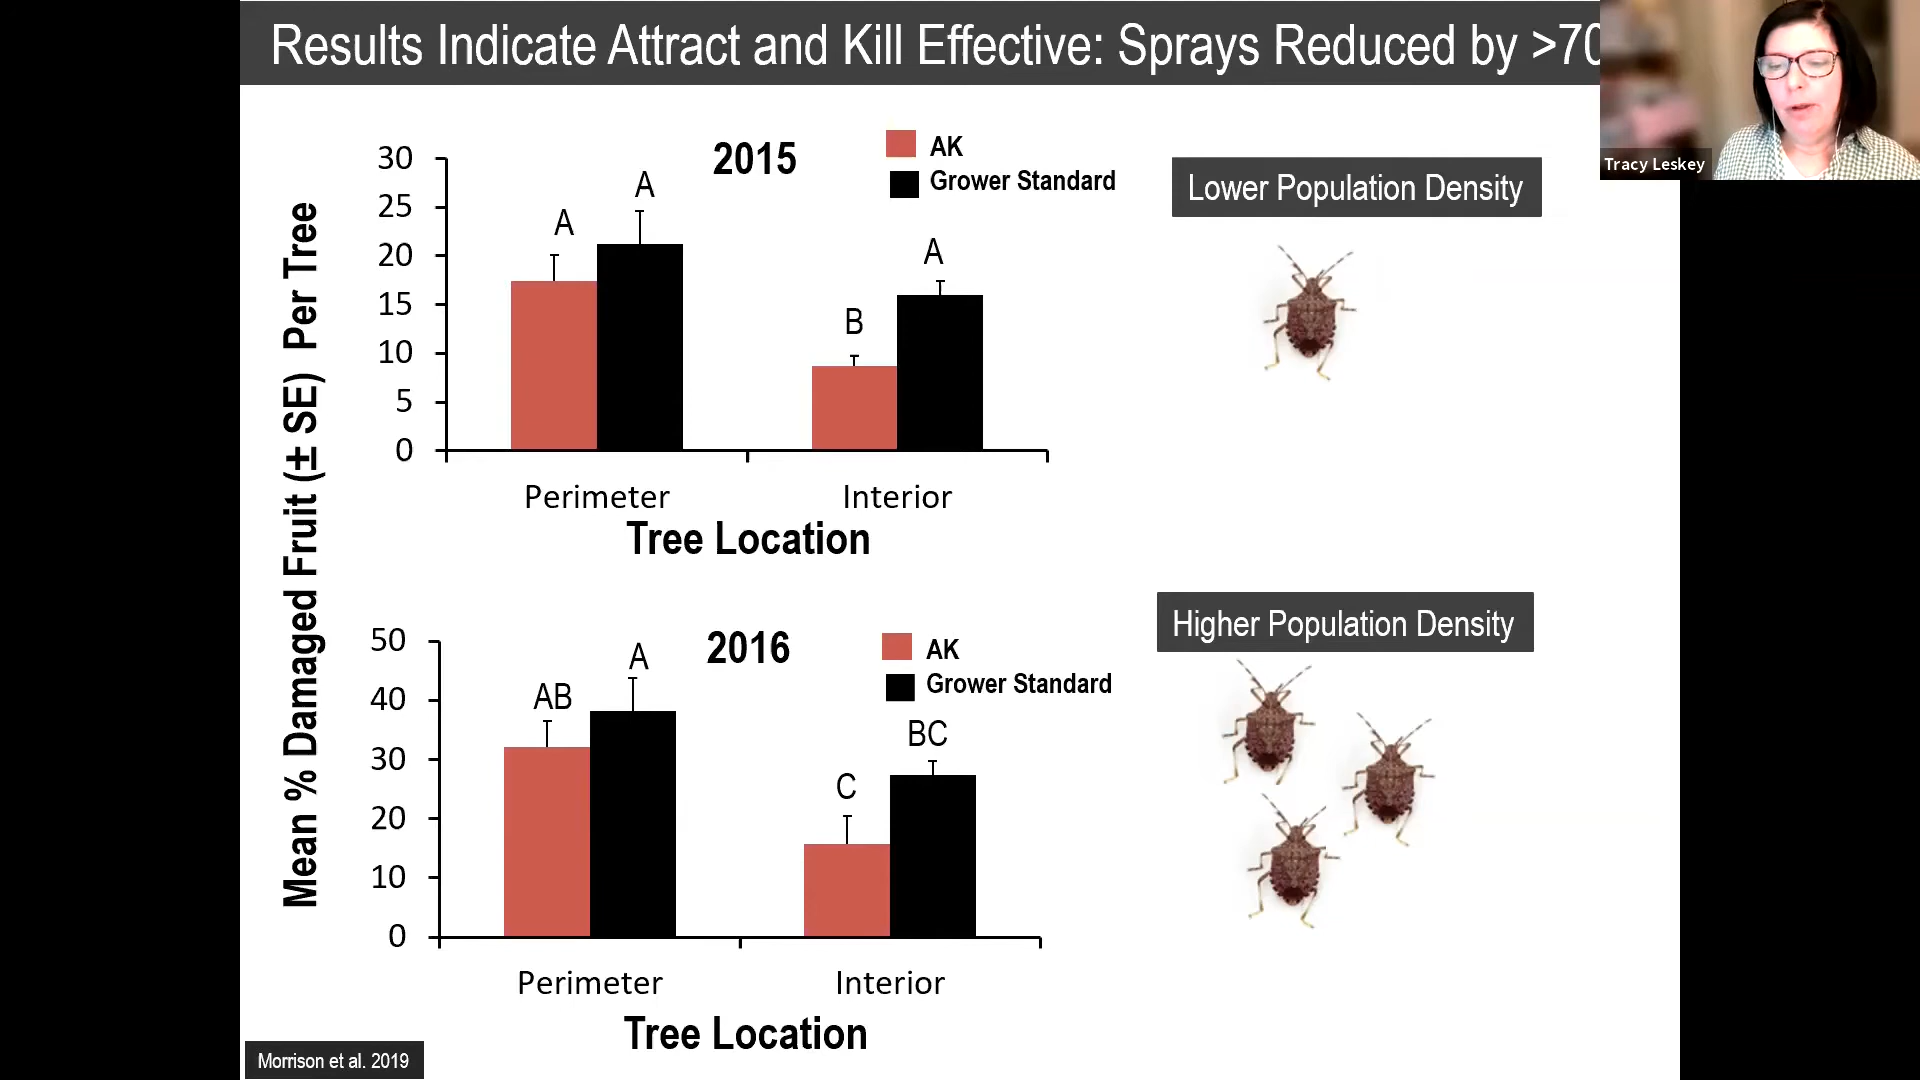 Results Indicate Attract and Kill Effective: Sprays Reduced by >70
Tracy Leskey
Mean % Damaged Fruit (± SE) Per Tree
2015
AK
Grower Standard
30
25
20
15
10
5
0
A
A
B
A
Perimeter
Interior
Tree Location
Lower Population Density
2016
AK
Grower Standard
50
40
30
20
10
0
AB
A
C
BC
Perimeter
Interior
Tree Location
Higher Population Density
Morrison et al. 2019